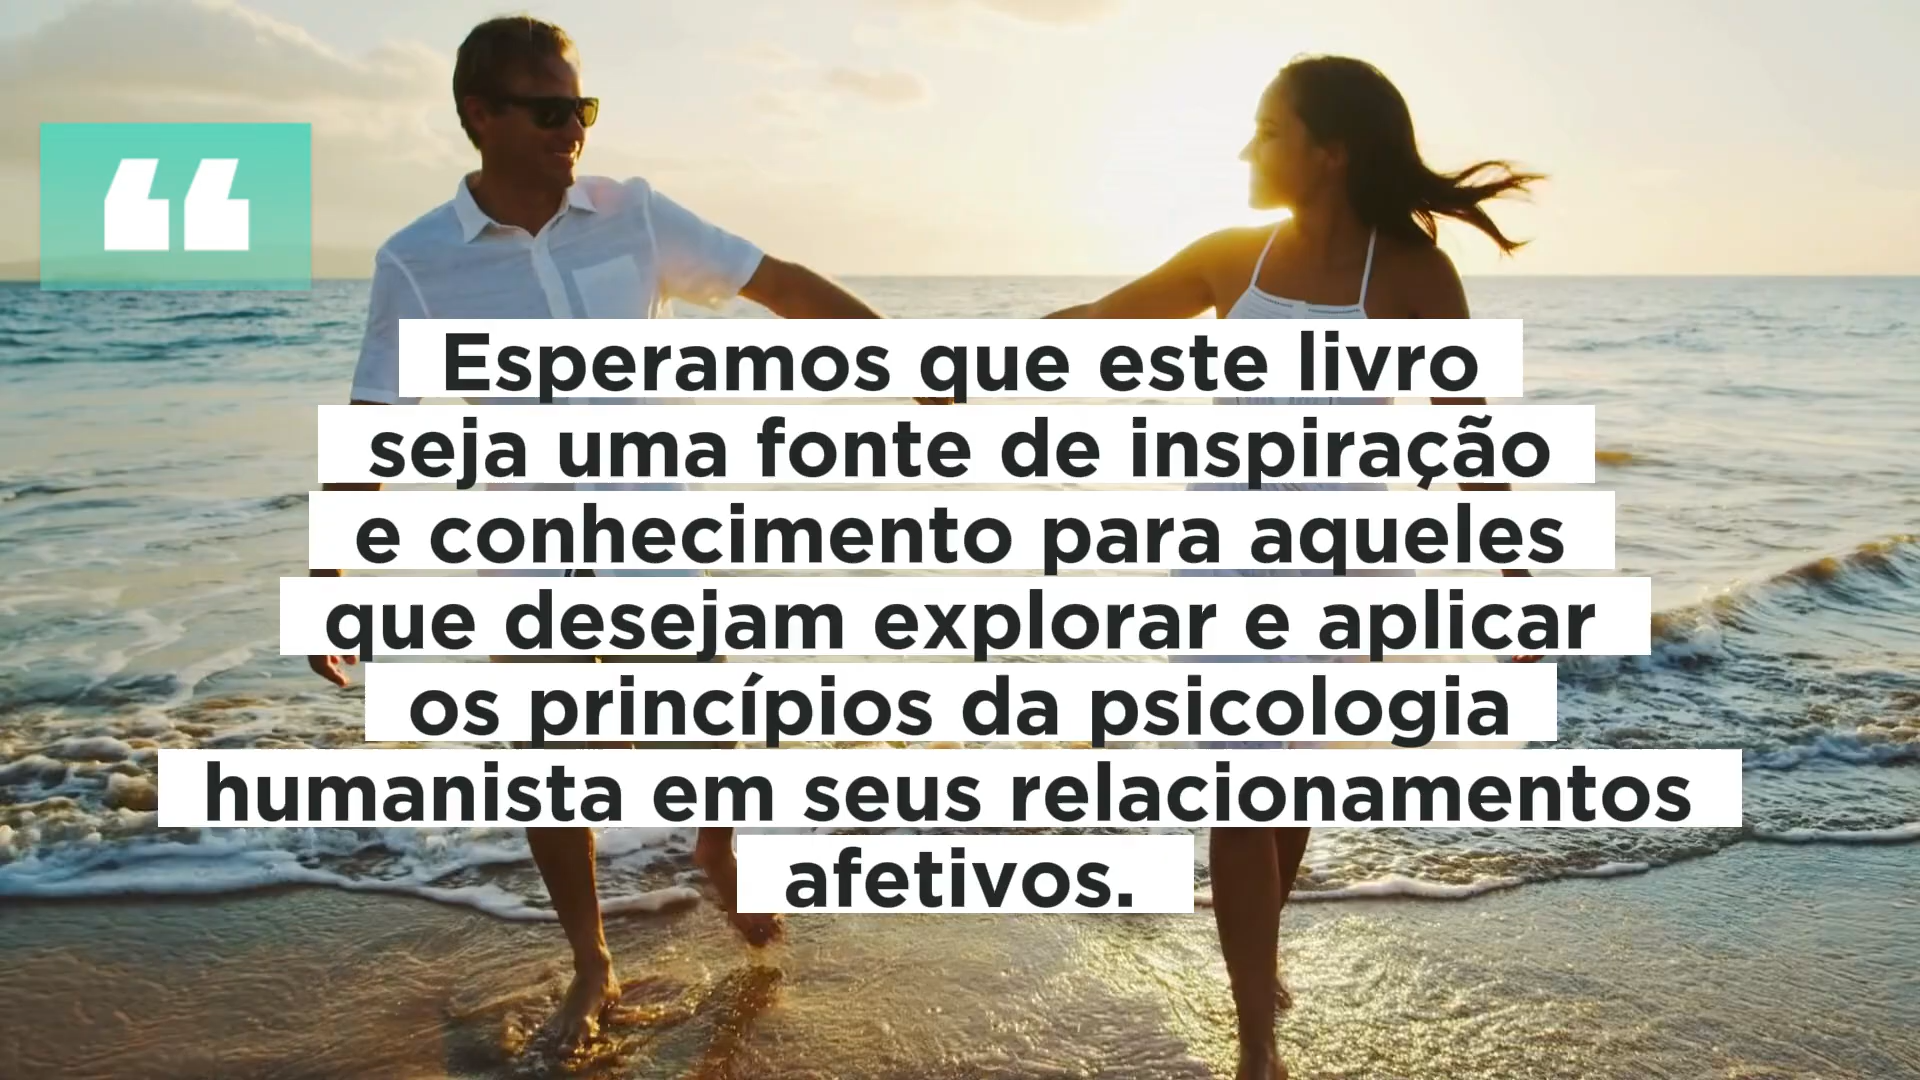 “
Esperamos que este livro
seja uma fonte de inspiração
e conhecimento para aqueles
que desejam explorar e aplicar
os princípios da psicologia
humanista em seus relacionamentos
afetivos.